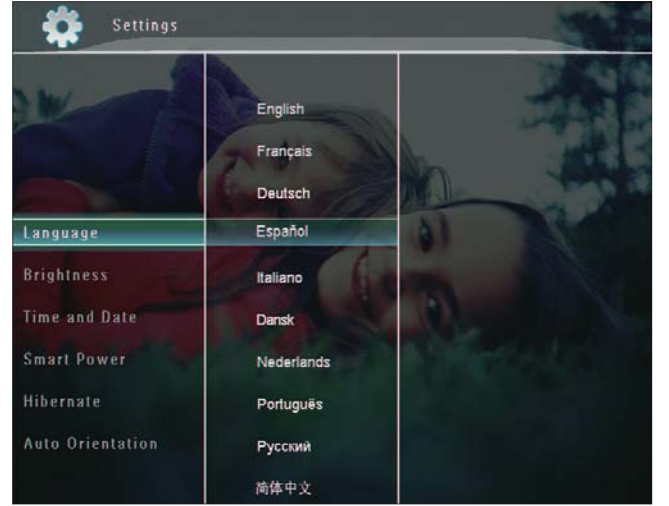 Settings
Language
Brightness
Time and Date
Smart Power
Hibernate
Auto Orientation
English
Français
Deutsch
Español
Italiano
Dansk
Nederlands
Portuguës
Русский
简体中文